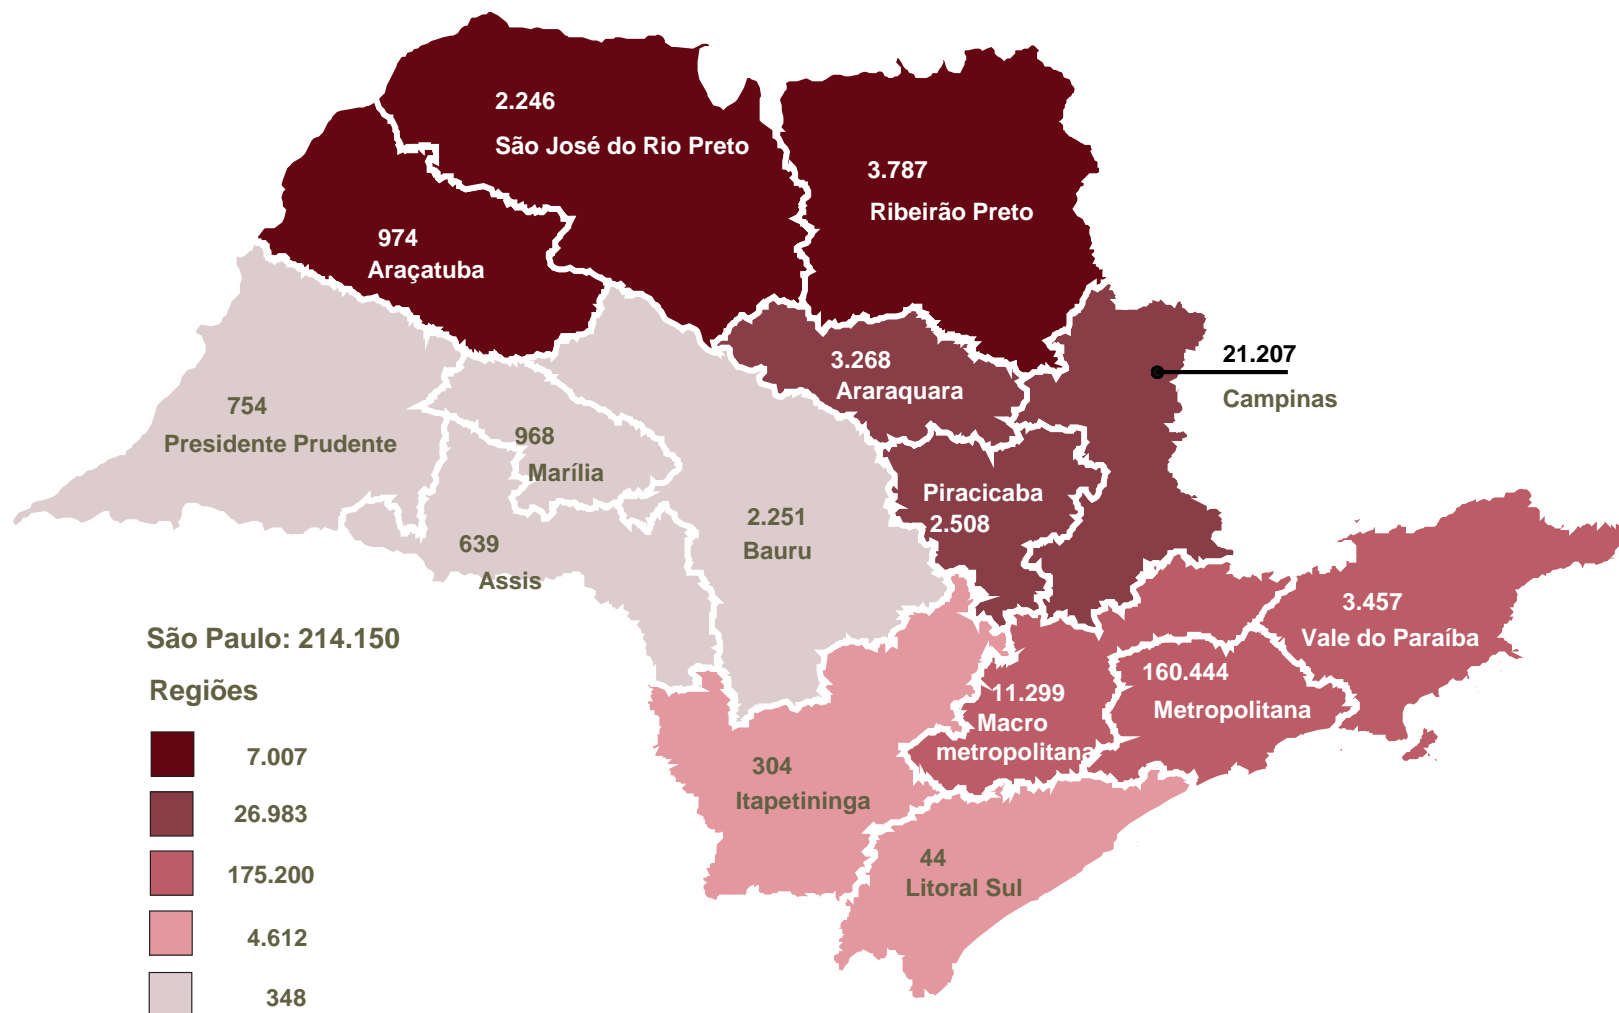 2.246
São José do Rio Preto
3.787
Ribeirão Preto
974
Araçatuba
3.268
Araraquara
21.207
Campinas
754
Presidente Prudente
968
Marília
Piracicaba
2.508
2.251
Bauru
639
Assis
3.457
Vale do Paraíba
160.444
Metropolitana
11.299
Macro
metropolitana
304
Itapetininga
44
Litoral Sul
São Paulo: 214.150
Regiões
7.007
26.983
175.200
4.612
348